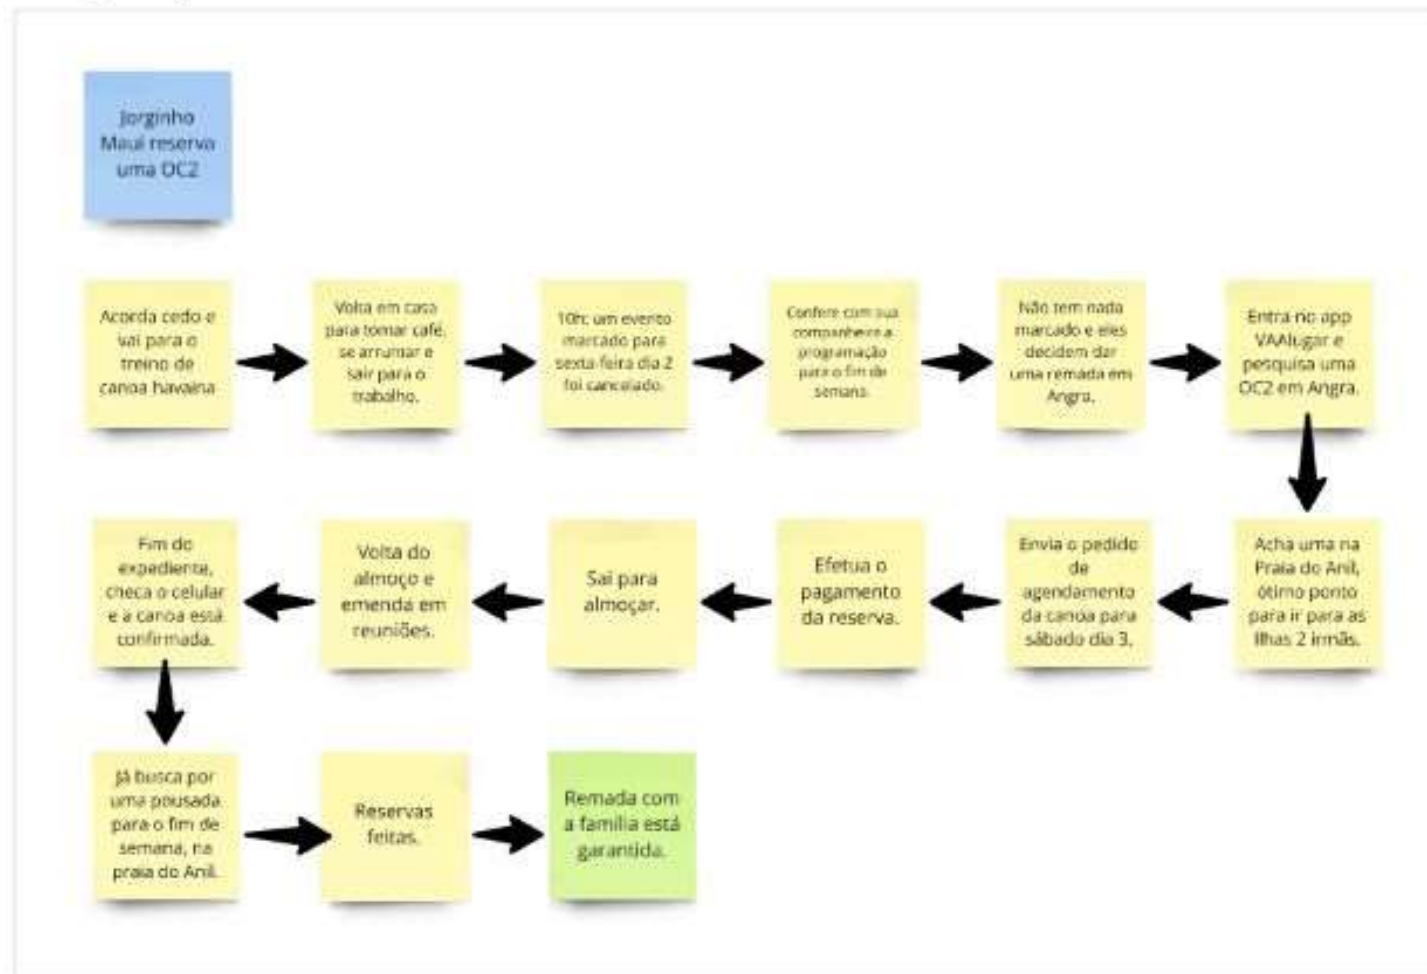 Jorginho
Maui reserva
uma OC2
Acorda cedo e
vai para o
treino de
canoa havaina
Volta em casa
para tomar café,
se arrumar e
sair para o
trabalho.
10h: um evento
marcado para
sexta-feira dia 2
foi cancelado.
Confere com sua
companheira a
programação
para o fim de
semana.
Não tem nada
marcado e eles
decidem dar
uma remada em
Angra.
Entra no app
VAAlugar e
pesquisa uma
OC2 em Angra.
Acha uma na
Praia do Anil,
ótimo ponto
para ir para as
Ilhas 2 irmãs.
Envia o pedido
de
agendamento
da canoa para
sábado dia 3.
Efetua o
pagamento
da reserva.
Sai para
almoçar.
Volta do
almoço e
emenda em
reuniões.
Fim do
expediente,
checa o celular
e a canoa está
confirmada.
Já busca por
uma pousada
para o fim de
semana, na
praia do Anil.
Reservas
feitas.
Remada com
a família está
garantida.